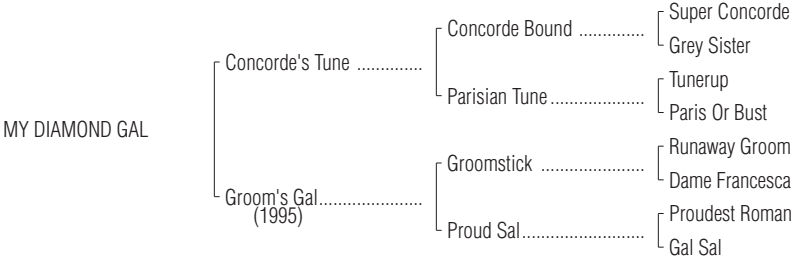 Super Concorde
Concorde Bound ..............
Grey Sister
Concorde's Tune ..............
Tunerup
Parisian Tune....................
Paris Or Bust
MY DIAMOND GAL
Runaway Groom
Groomstick ......................
Dame Francesca
Groom's Gal......................
(1995)
Proudest Roman
Proud Sal..........................
Gal Sal